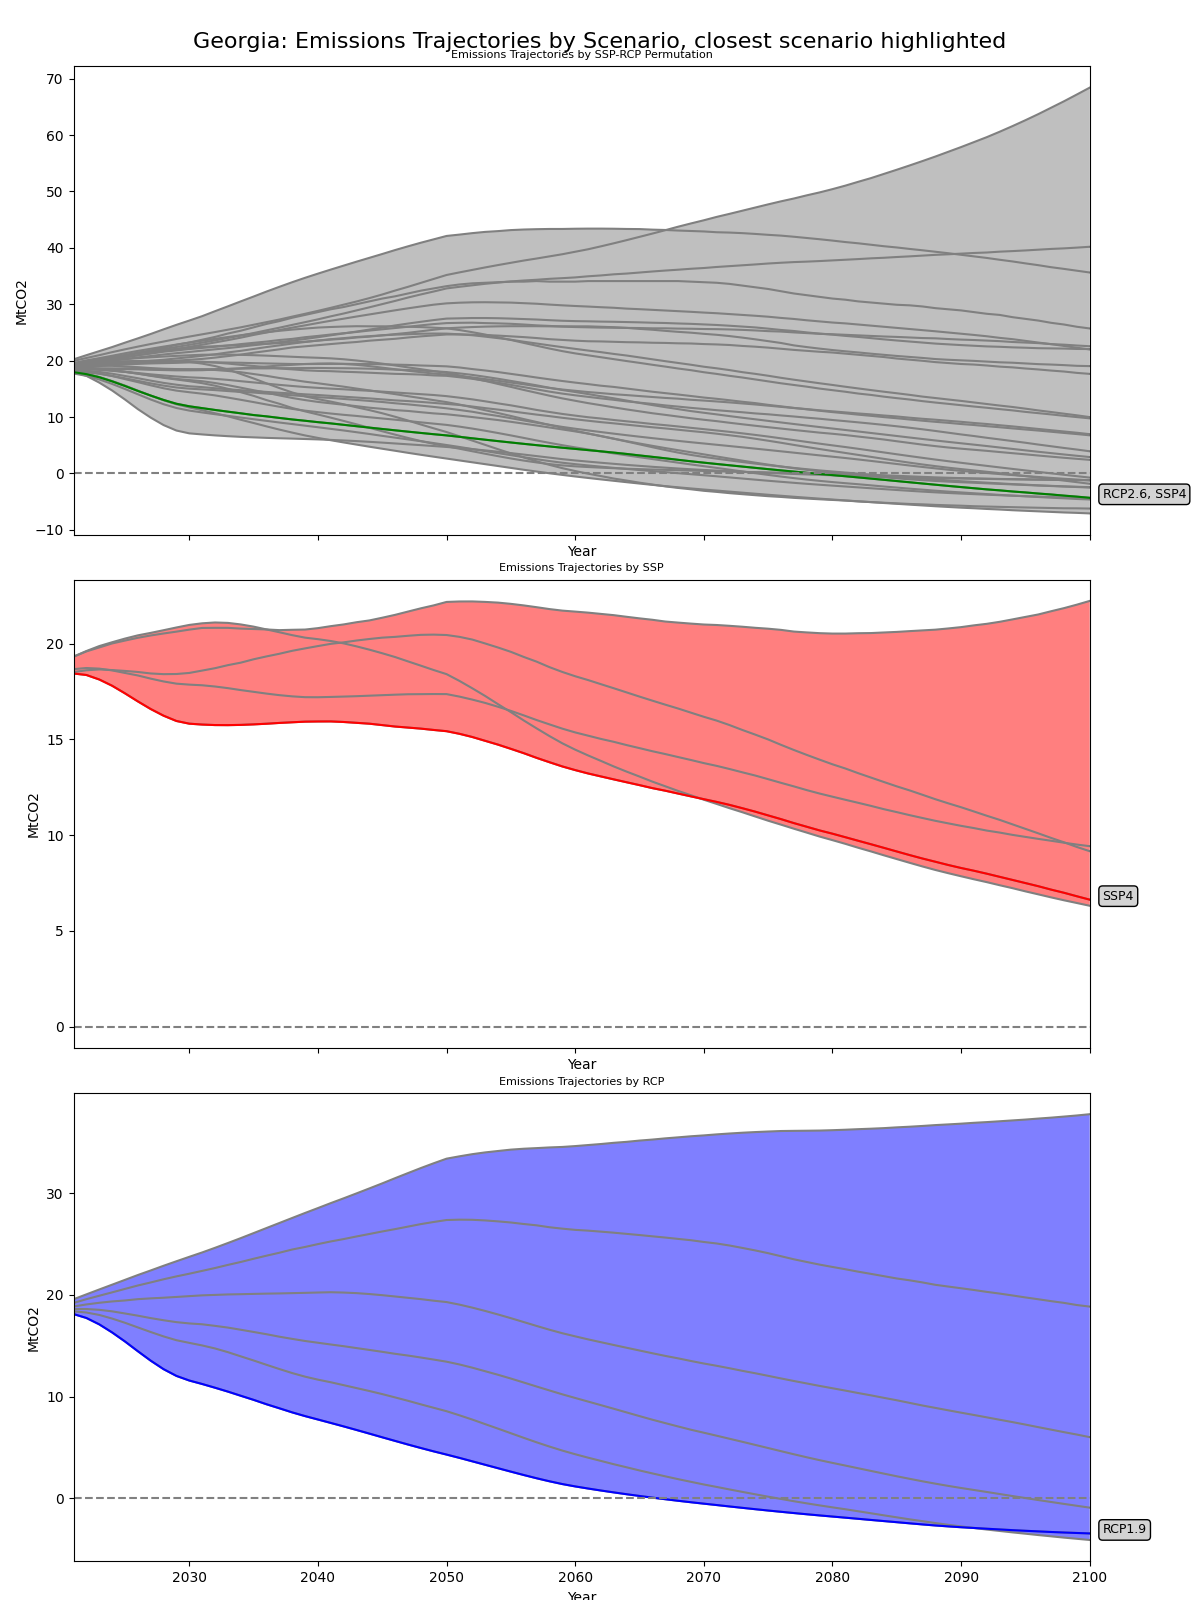 Georgia: Emissions Trajectories by Scenario, closest scenario highlighted
Emissions Trajectories by SSP-RCP Permutation
70
60
50
40
30
20
10
0
−10
MtCO2
RCP2.6, SSP4
Year
Emissions Trajectories by SSP
20
15
10
5
0
MtCO2
SSP4
Year
Emissions Trajectories by RCP
30
20
10
0
MtCO2
RCP1.9
2030 2040 2050 2060 2070 2080 2090 2100
Year